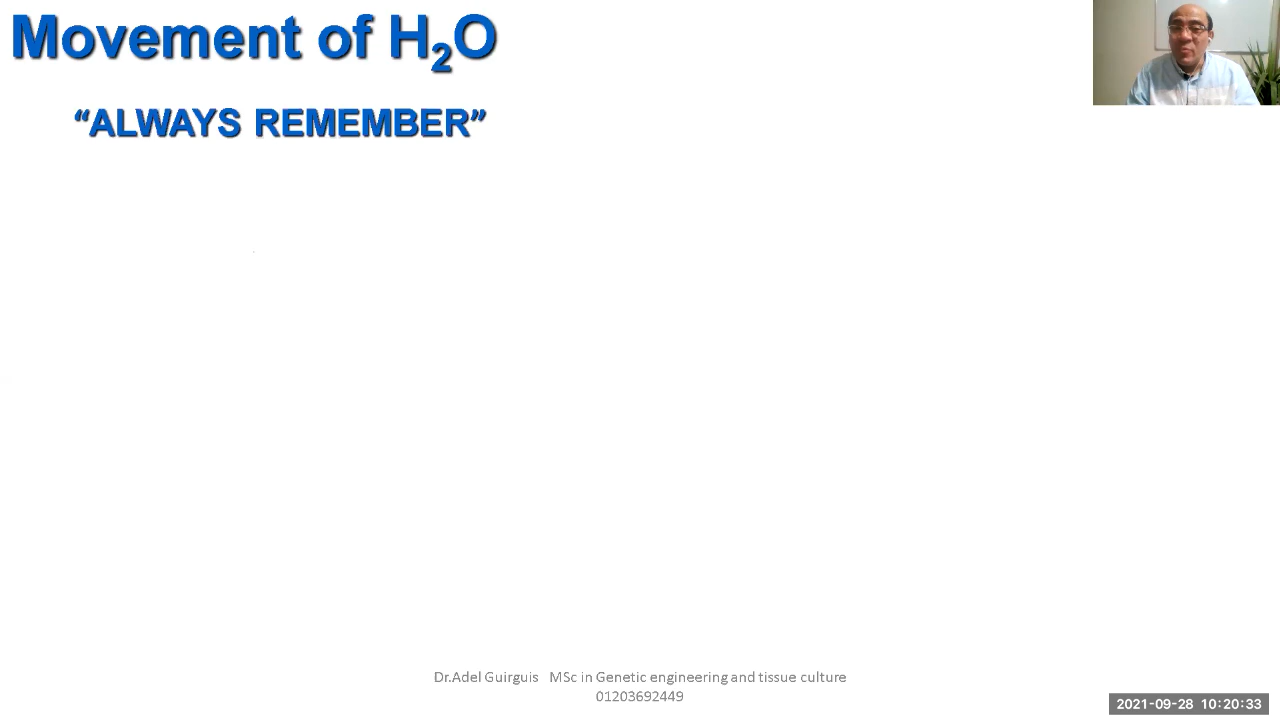 Movement of H₂O
“ALWAYS REMEMBER”
Dr.Adel Guirguis MSc in Genetic engineering and tissue culture
01203692449
2021-09-28 10:20:33